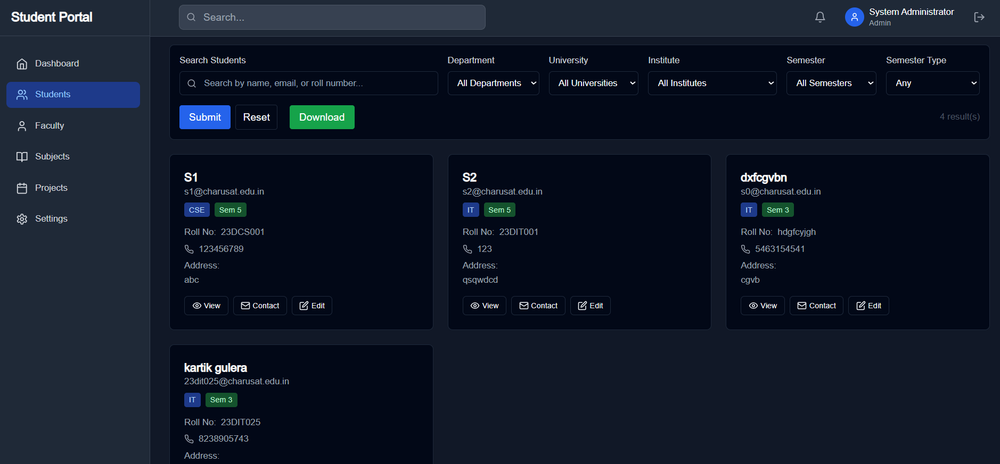 Student Portal
Search...
System Administrator
Admin
Dashboard
Students
Faculty
Subjects
Projects
Settings
Search Students
Department
University
Institute
Semester
Semester Type
Search by name, email, or roll number...
All Departments
All Universities
All Institutes
All Semesters
Any
Submit
Reset
Download
4 result(s)
S1
s1@charusat.edu.in
CSE
Sem 5
Roll No: 23DCS001
123456789
Address:
abc
View
Contact
Edit
S2
s2@charusat.edu.in
IT
Sem 5
Roll No: 23DIT001
123
Address:
qsqwdcd
View
Contact
Edit
dxfcgvbn
s0@charusat.edu.in
IT
Sem 3
Roll No: hdgfcyjgh
5463154541
Address:
cgvb
View
Contact
Edit
kartik gulera
23dit025@charusat.edu.in
IT
Sem 3
Roll No: 23DIT025
8238905743
Address: